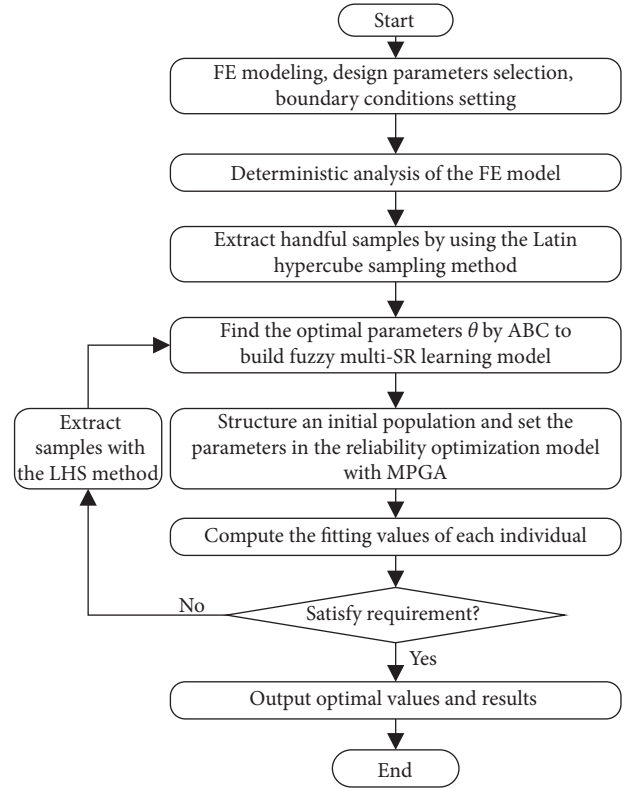 Start
FE modeling, design parameters selection,
boundary conditions setting
Deterministic analysis of the FE model
Extract handful samples by using the Latin
hypercube sampling method
Find the optimal parameters θ by ABC to
build fuzzy multi-SR learning model
Extract
samples with
the LHS method
Structure an initial population and set the
parameters in the reliability optimization model
with MPGA
Compute the fitting values of each individual
No
Satisfy requirement?
Yes
Output optimal values and results
End